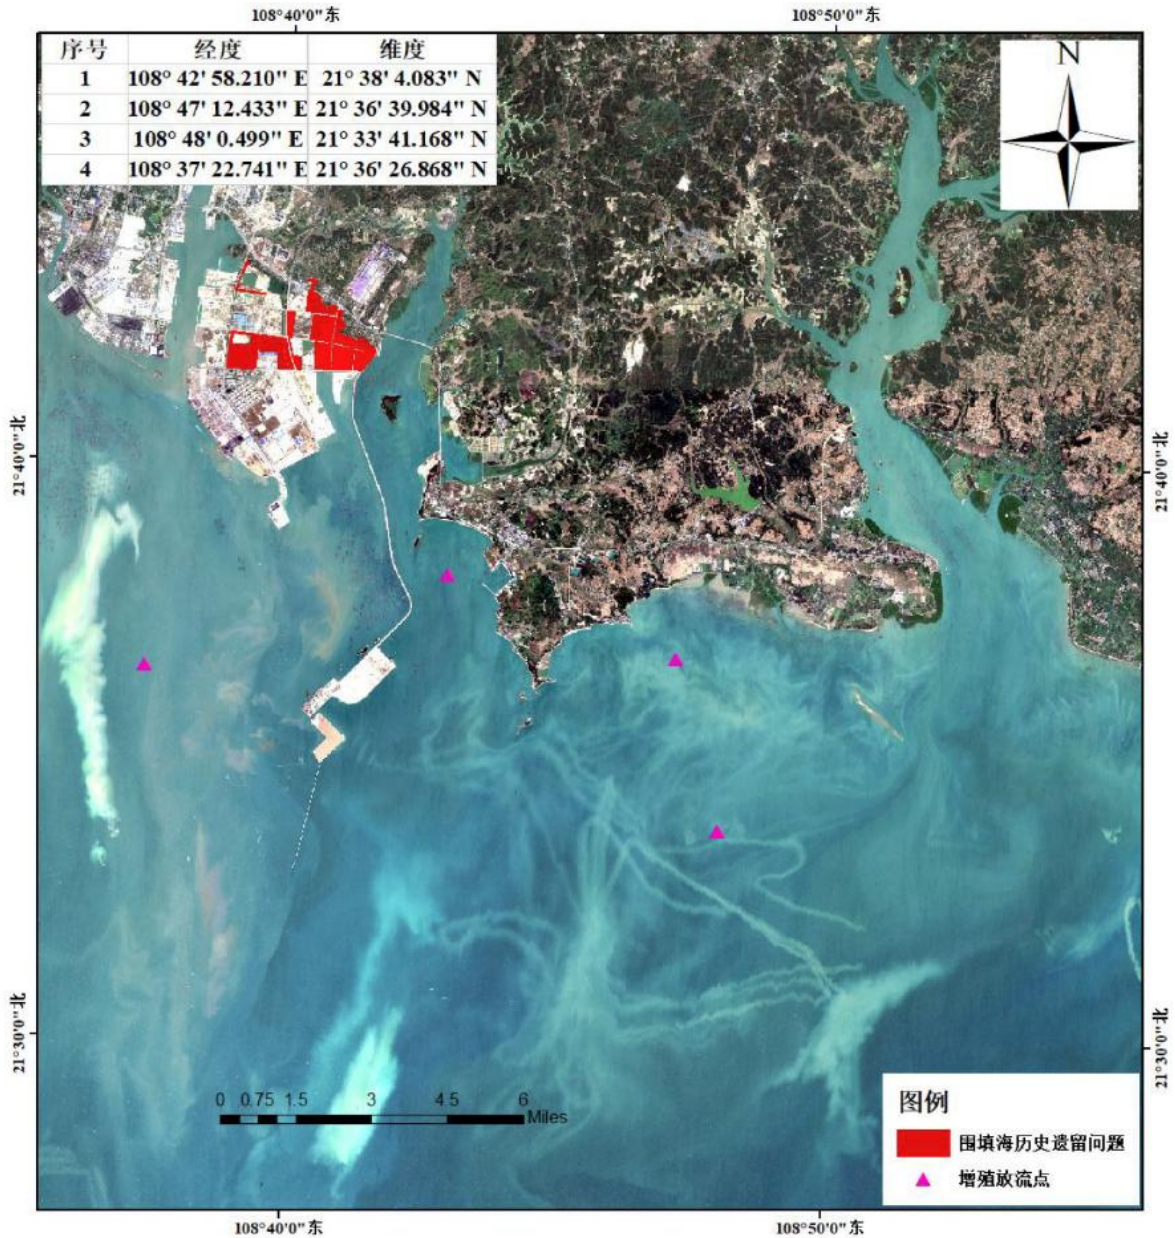 108°40'0"东 108°50'0"东
序号 经度 维度
1 108° 42' 58.210" E 21° 38' 4.083" N
2 108° 47' 12.433" E 21° 36' 39.984" N
3 108° 48' 0.499" E 21° 33' 41.168" N
4 108° 37' 22.741" E 21° 36' 26.868" N
N
21°40'0"北 21°40'0"北
21°30'0"北 21°30'0"北
0 0.75 1.5 3 4.5 6
Miles
图例
围填海历史遗留问题
增殖放流点
108°40'0"东 108°50'0"东